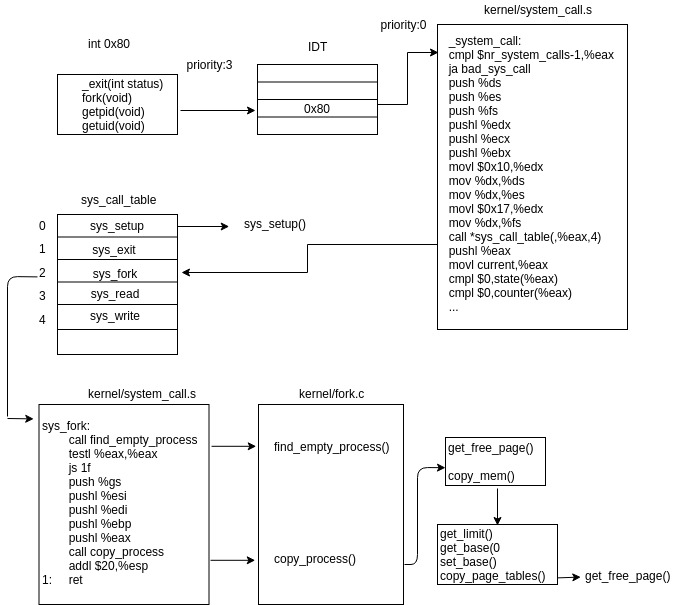 kernel/system_call.s
priority:0
int 0x80
IDT
priority:3
_exit(int status)
fork(void)
getpid(void)
getuid(void)
0x80
_system_call:
cmpl $nr_system_calls-1,%eax
ja bad_sys_call
push %ds
push %es
push %fs
pushl %edx
pushl %ecx
pushl %ebx
movl $0x10,%edx
mov %dx,%ds
mov %dx,%es
movl $0x17,%edx
mov %dx,%fs
call *sys_call_table(,%eax,4)
pushl %eax
movl current,%eax
cmpl $0,state(%eax)
cmpl $0,counter(%eax)
...
sys_call_table
0 sys_setup
sys_setup()
1 sys_exit
2 sys_fork
3 sys_read
4 sys_write
kernel/system_call.s
sys_fork:
call find_empty_process
testl %eax,%eax
js 1f
push %gs
pushl %esi
pushl %edi
pushl %ebp
pushl %eax
call copy_process
addl $20,%esp
1: ret
kernel/fork.c
find_empty_process()
copy_process()
get_free_page()
copy_mem()
get_limit()
get_base(0
set_base()
copy_page_tables()
get_free_page()